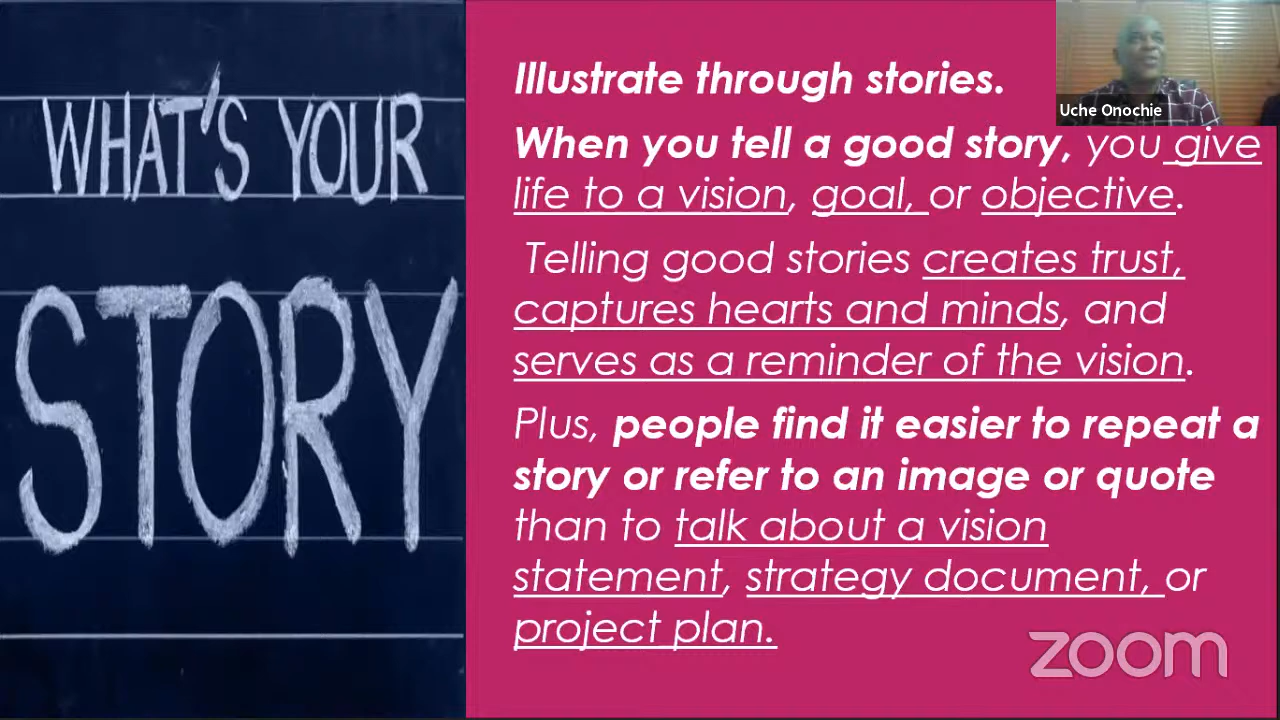 WHAT'S YOUR
STORY
Illustrate through stories.
When you tell a good story, you give
life to a vision, goal, or objective.
Telling good stories creates trust,
captures hearts and minds, and
serves as a reminder of the vision.
Plus, people find it easier to repeat a
story or refer to an image or quote
than to talk about a vision
statement, strategy document, or
project plan.
Uche Onochie
zoom